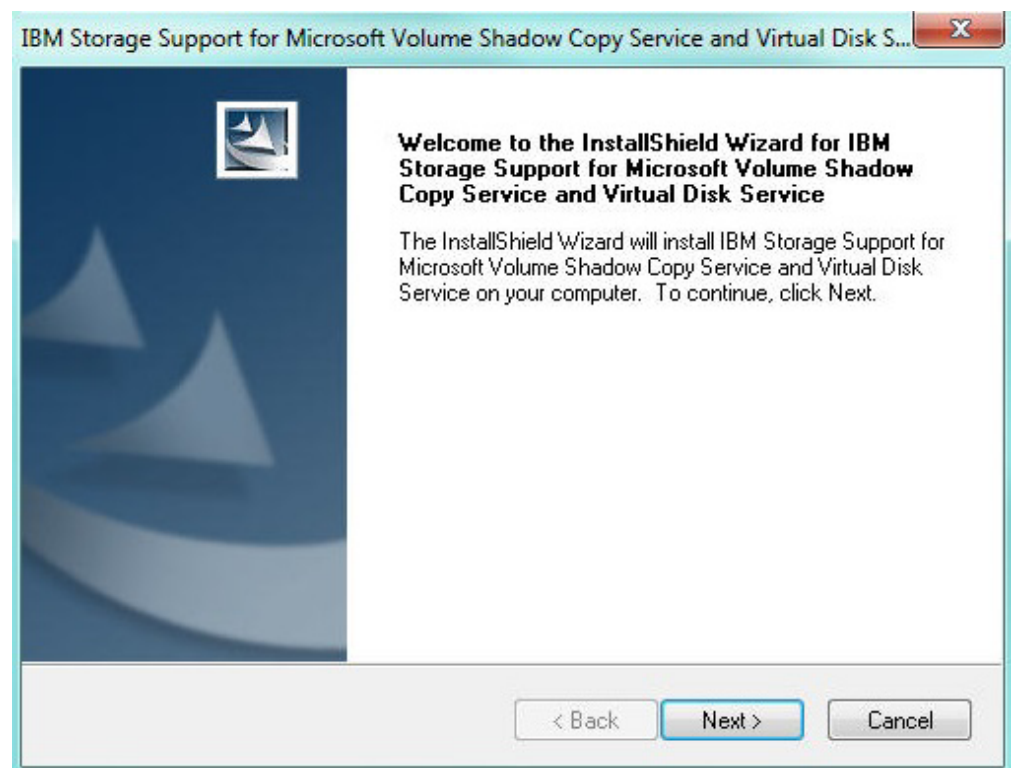 IBM Storage Support for Microsoft Volume Shadow Copy Service and Virtual Disk S...
Welcome to the InstallShield Wizard for IBM
Storage Support for Microsoft Volume Shadow
Copy Service and Virtual Disk Service
The InstallShield Wizard will install IBM Storage Support for
Microsoft Volume Shadow Copy Service and Virtual Disk
Service on your computer.  To continue, click Next.
< Back
Next >
Cancel